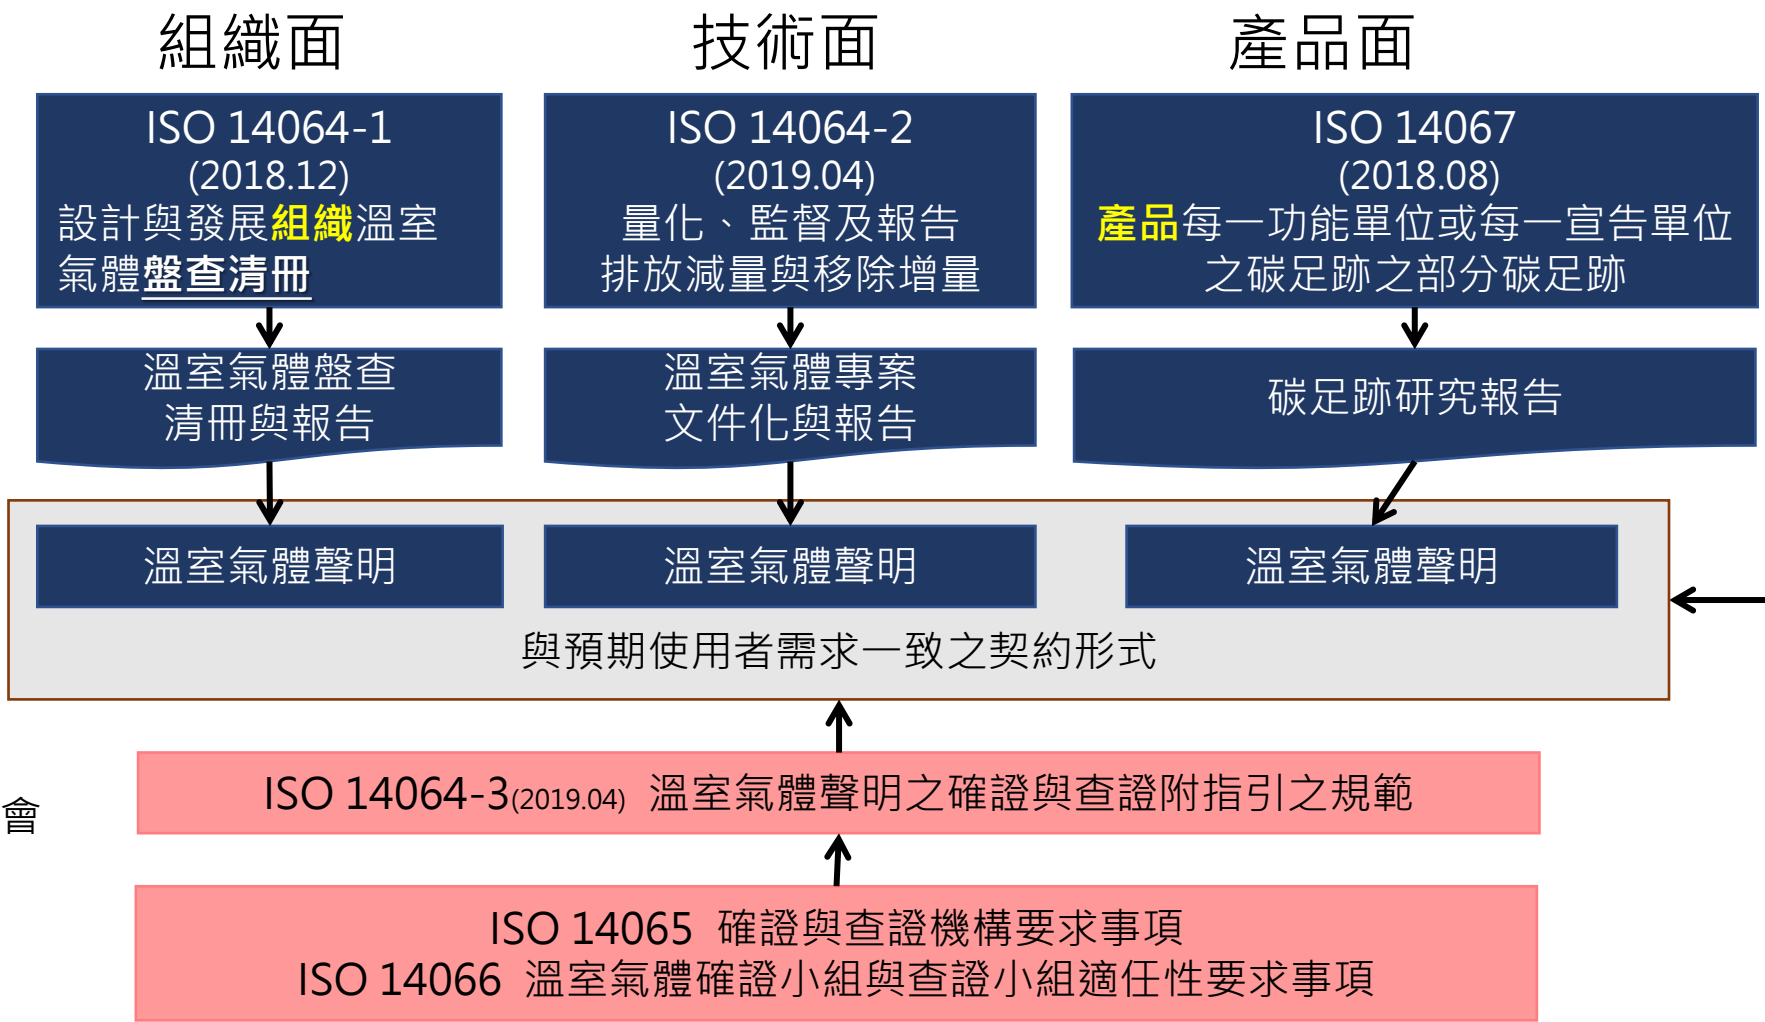 組織面
技術面
產品面
ISO 14064-1
(2018.12)
設計與發展組織溫室
氣體盤查清冊
ISO 14064-2
(2019.04)
量化、監督及報告
排放減量與移除增量
ISO 14067
(2018.08)
產品每一功能單位或每一宣告單位
之碳足跡之部分碳足跡
溫室氣體盤查
清冊與報告
溫室氣體專案
文件化與報告
碳足跡研究報告
溫室氣體聲明
溫室氣體聲明
溫室氣體聲明
與預期使用者需求一致之契約形式
ISO 14064-3(2019.04) 溫室氣體聲明之確證與查證附指引之規範
會
ISO 14065 確證與查證機構要求事項
ISO 14066 溫室氣體確證小組與查證小組適任性要求事項